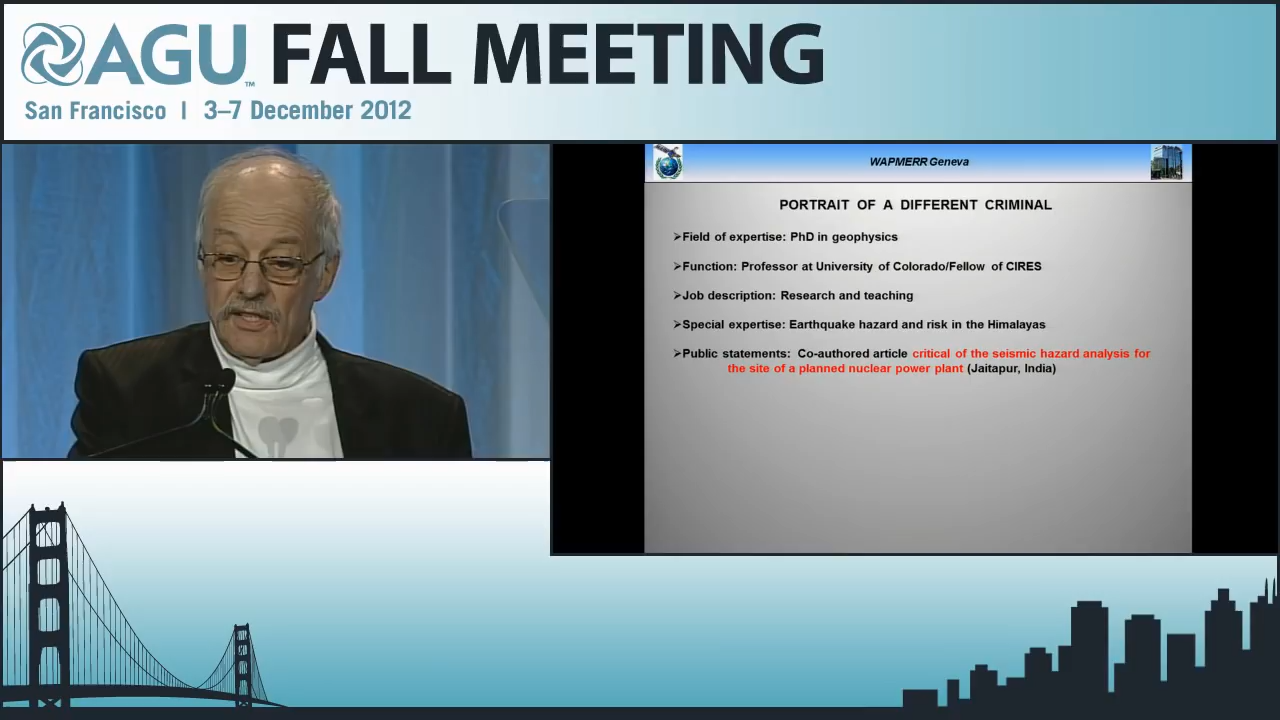 AGU™ FALL MEETING
San Francisco | 3–7 December 2012
WAPMERR Geneva
PORTRAIT OF A DIFFERENT CRIMINAL
➢Field of expertise: PhD in geophysics
➢Function: Professor at University of Colorado/Fellow of CIRES
➢Job description: Research and teaching
➢Special expertise: Earthquake hazard and risk in the Himalayas
➢Public statements: Co-authored article critical of the seismic hazard analysis for
the site of a planned nuclear power plant (Jaitapur, India)